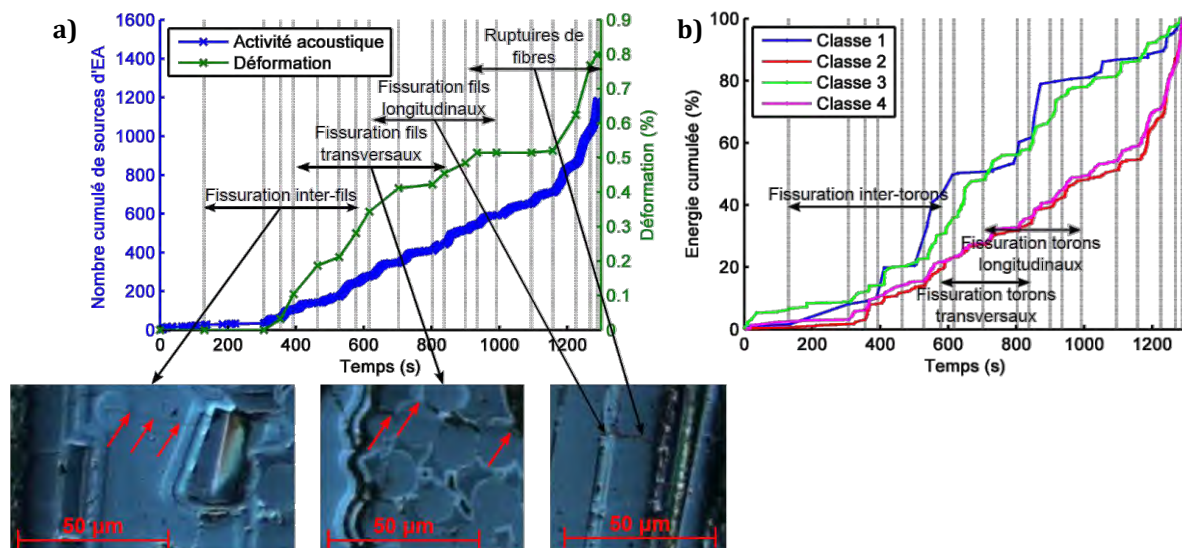 a)
Nombre cumulé de sources d'EA
1600
1400
1200
1000
800
600
400
200
0
Activité acoustique
Déformation
Ruptuires de
fibres
Fissuration fils
longitudinaux
Fissuration fils
transversaux
Fissuration inter-fils
0.9
0.8
0.7
0.6
0.5
0.4
0.3
0.2
0.1
0
Déformation (%)
0
200
400
600
800
1000
1200
Temps (s)
50 µm
50 µm
50 µm
b)
Energie cumulée (%)
100
80
60
40
20
0
Classe 1
Classe 2
Classe 3
Classe 4
Fissuration inter-torons
Fissuration torons
longitudinaux
Fissuration torons
transversaux
0
200
400
600
800
1000
1200
Temps (s)